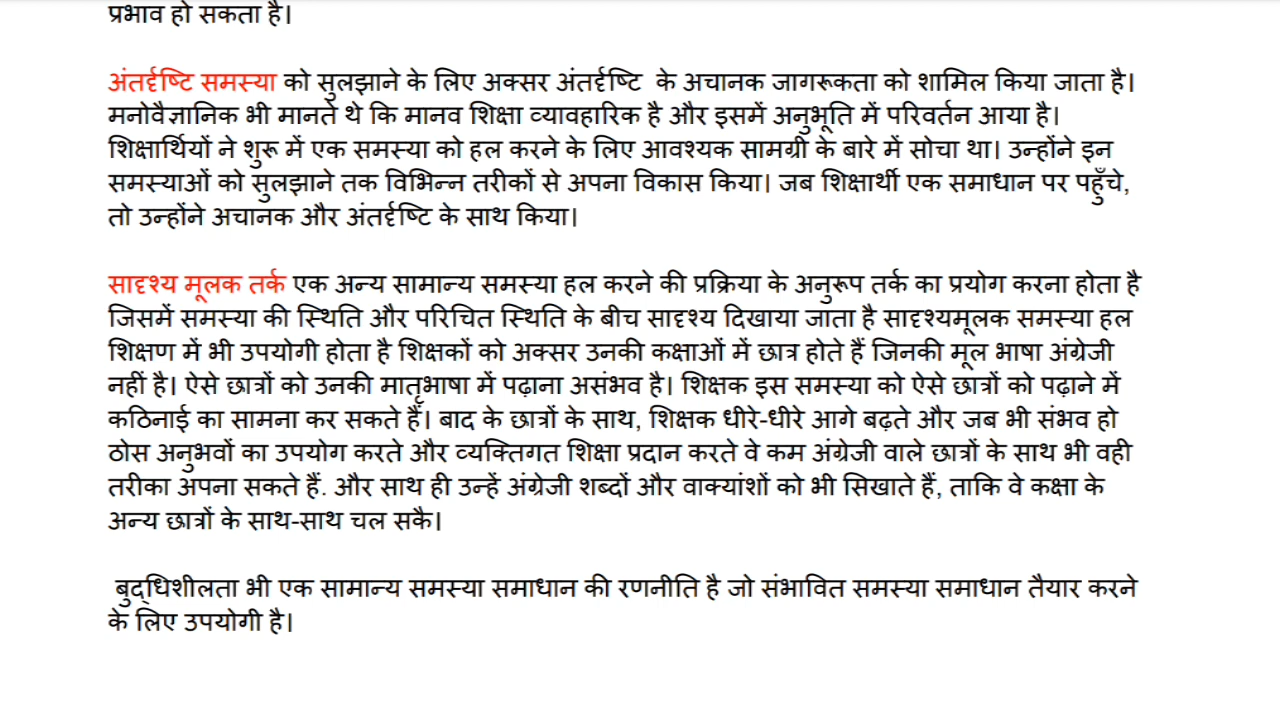 प्रभाव हो सकता है।
अंतर्दृष्टि समस्या को सुलझाने के लिए अक्सर अंतर्दृष्टि के अचानक जागरूकता को शामिल किया जाता है।
मनोवैज्ञानिक भी मानते थे कि मानव शिक्षा व्यावहारिक है और इसमें अनुभूति में परिवर्तन आया है।
शिक्षार्थियों ने शुरू में एक समस्या को हल करने के लिए आवश्यक सामग्री के बारे में सोचा था। उन्होंने इन
समस्याओं को सुलझाने तक विभिन्न तरीकों से अपना विकास किया। जब शिक्षार्थी एक समाधान पर पहुँचे,
तो उन्होंने अचानक और अंतर्दृष्टि के साथ किया।
सादृश्य मूलक तर्क एक अन्य सामान्य समस्या हल करने की प्रक्रिया के अनुरूप तर्क का प्रयोग करना होता है
जिसमें समस्या की स्थिति और परिचित स्थिति के बीच सादृश्य दिखाया जाता है सादृश्यमूलक समस्या हल
शिक्षण में भी उपयोगी होता है शिक्षकों को अक्सर उनकी कक्षाओं में छात्र होते हैं जिनकी मूल भाषा अंग्रेजी
नहीं है। ऐसे छात्रों को उनकी मातृभाषा में पढ़ाना असंभव है। शिक्षक इस समस्या को ऐसे छात्रों को पढ़ाने में
कठिनाई का सामना कर सकते हैं। बाद के छात्रों के साथ, शिक्षक धीरे-धीरे आगे बढ़ते और जब भी संभव हो
ठोस अनुभवों का उपयोग करते और व्यक्तिगत शिक्षा प्रदान करते वे कम अंग्रेजी वाले छात्रों के साथ भी वही
तरीका अपना सकते हैं. और साथ ही उन्हें अंग्रेजी शब्दों और वाक्यांशों को भी सिखाते हैं, ताकि वे कक्षा के
अन्य छात्रों के साथ-साथ चल सकै।
बुद्धिशीलता भी एक सामान्य समस्या समाधान की रणनीति है जो संभावित समस्या समाधान तैयार करने
के लिए उपयोगी है।